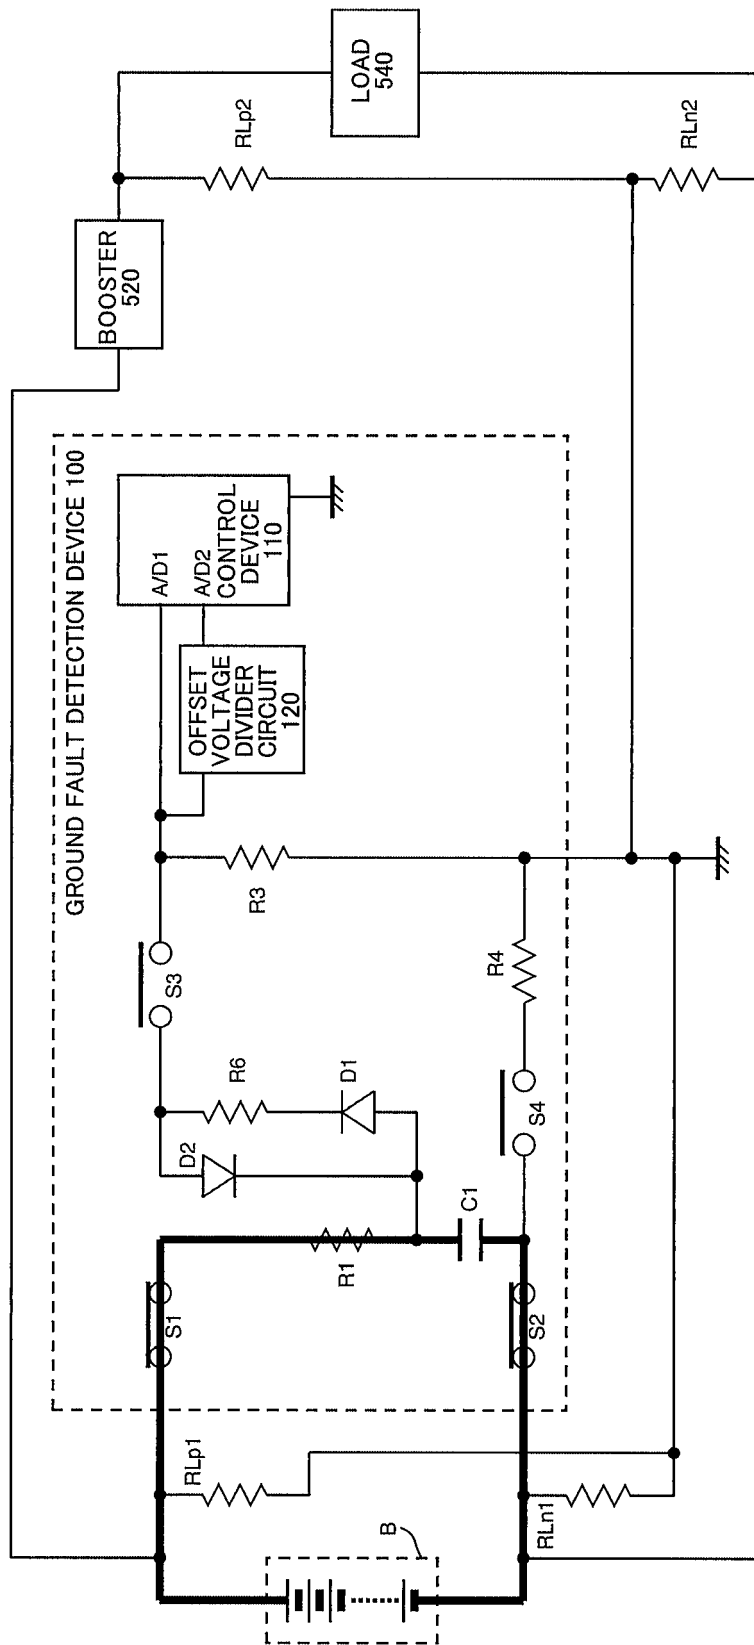 LOAD
540
RLp2
RLn2
BOOSTER
520
GROUND FAULT DETECTION DEVICE 100
A/D1
A/D2
CONTROL
DEVICE
110
OFFSET
VOLTAGE
DIVIDER
CIRCUIT
120
R3
S3
R4
R6
D1
D2
S4
C1
R1
S1
S2
RLp1
RLn1
B